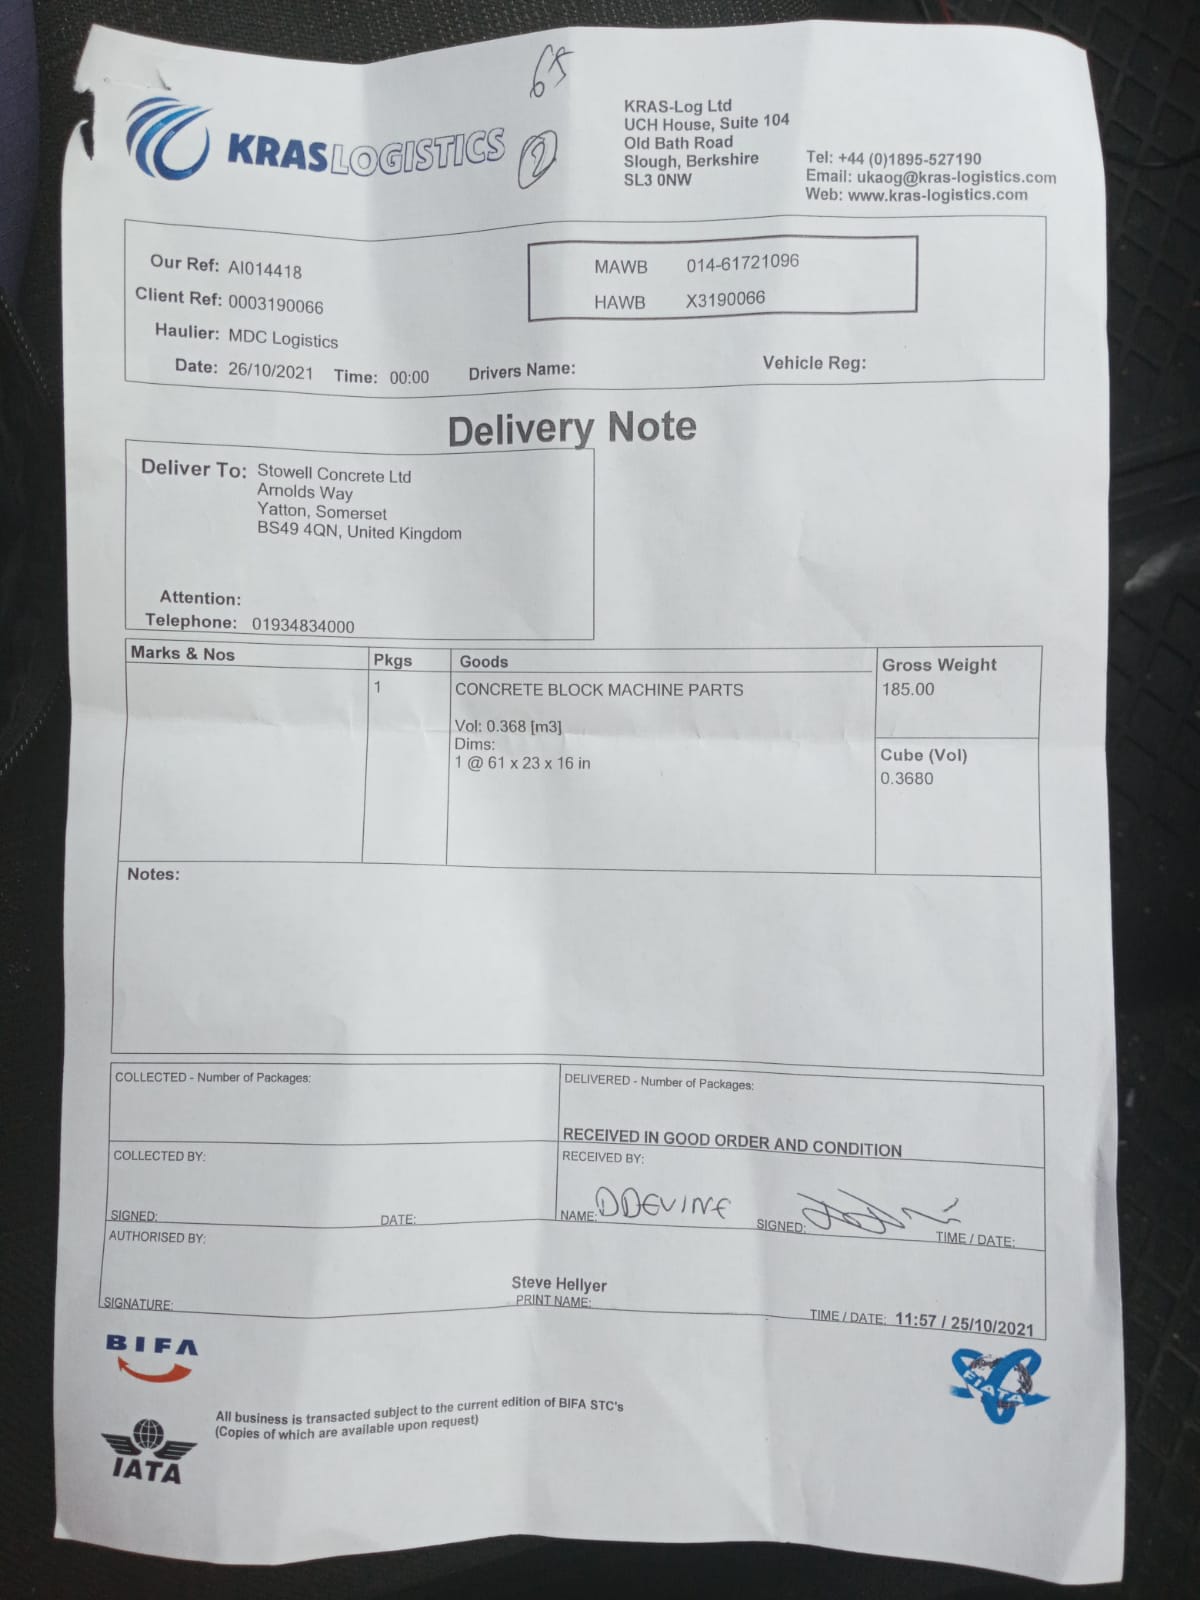 65
2
KRAS LOGISTICS
KRAS-Log Ltd
UCH House, Suite 104
Old Bath Road
Slough, Berkshire
SL3 0NW
Tel: +44 (0)1895-527190
Email: ukaog@kras-logistics.com
Web: www.kras-logistics.com
Our Ref: AI014418
Client Ref: 0003190066
Haulier: MDC Logistics
Date: 26/10/2021 Time: 00:00 Drivers Name: Vehicle Reg:
MAWB 014-61721096
HAWB X3190066
Delivery Note
Deliver To: Stowell Concrete Ltd
Arnolds Way
Yatton, Somerset
BS49 4QN, United Kingdom
Attention:
Telephone: 01934834000
Marks & Nos Pkgs Goods Gross Weight
1 CONCRETE BLOCK MACHINE PARTS 185.00
Vol: 0.368 [m3]
Dims:
1 @ 61 x 23 x 16 in
Cube (Vol)
0.3680
Notes:
COLLECTED - Number of Packages:
DELIVERED - Number of Packages:
RECEIVED IN GOOD ORDER AND CONDITION
COLLECTED BY:
RECEIVED BY:
SIGNED: DATE:
NAME: D DEVINE SIGNED: TIME / DATE:
AUTHORISED BY:
Steve Hellyer
SIGNATURE: PRINT NAME: TIME / DATE: 11:57 / 25/10/2021
BIFA
FIATA
All business is transacted subject to the current edition of BIFA STC's
(Copies of which are available upon request)
IATA